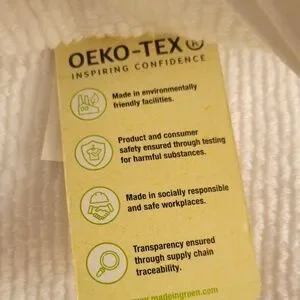 OEKO-TEX®
INSPIRING CONFIDENCE
Made in environmentally
friendly facilities.
Product and consumer
safety ensured through testing
for harmful substances.
Made in socially responsible
and safe workplaces.
Transparency ensured
through supply chain
traceability.
www.madeingreen.com